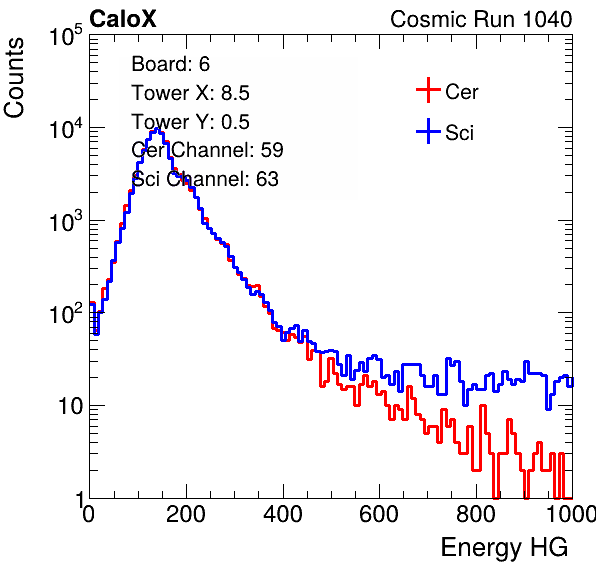 CaloX Cosmic Run 1040
Counts
10^5
10^4
10^3
10^2
10
1
Board: 6
Tower X: 8.5
Tower Y: 0.5
Cer Channel: 59
Sci Channel: 63
Cer
Sci
0 200 400 600 800 1000
Energy HG